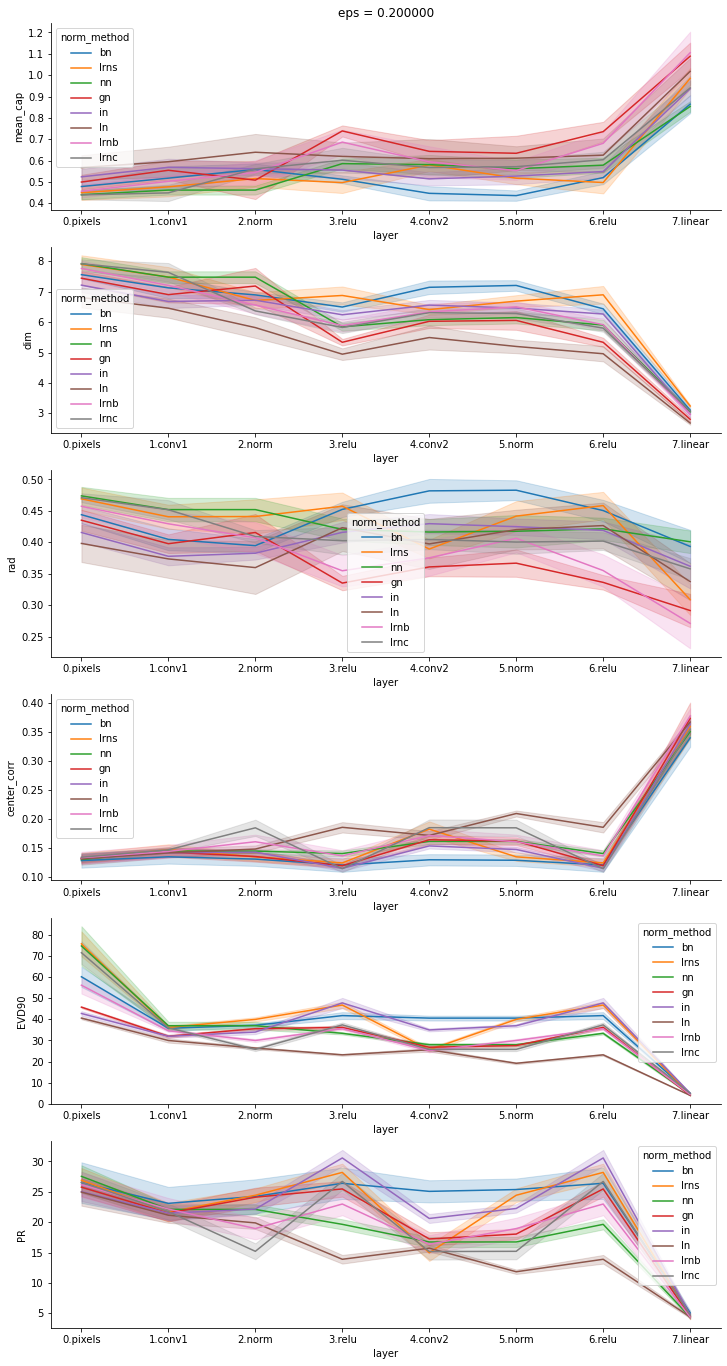 eps = 0.200000
norm_method
bn
lrns
nn
gn
in
ln
lrnb
lrnc
mean_cap
1.2
1.1
1.0
0.9
0.8
0.7
0.6
0.5
0.4
0.pixels 1.conv1 2.norm 3.relu 4.conv2 5.norm 6.relu 7.linear
layer
norm_method
bn
lrns
nn
gn
in
ln
lrnb
lrnc
dim
8
7
6
5
4
3
0.pixels 1.conv1 2.norm 3.relu 4.conv2 5.norm 6.relu 7.linear
layer
norm_method
bn
lrns
nn
gn
in
ln
lrnb
lrnc
rad
0.50
0.45
0.40
0.35
0.30
0.25
0.pixels 1.conv1 2.norm 3.relu 4.conv2 5.norm 6.relu 7.linear
layer
norm_method
bn
lrns
nn
gn
in
ln
lrnb
lrnc
center_corr
0.40
0.35
0.30
0.25
0.20
0.15
0.10
0.pixels 1.conv1 2.norm 3.relu 4.conv2 5.norm 6.relu 7.linear
layer
norm_method
bn
lrns
nn
gn
in
ln
lrnb
lrnc
EVD90
80
70
60
50
40
30
20
10
0
0.pixels 1.conv1 2.norm 3.relu 4.conv2 5.norm 6.relu 7.linear
layer
norm_method
bn
lrns
nn
gn
in
ln
lrnb
lrnc
PR
30
25
20
15
10
5
0.pixels 1.conv1 2.norm 3.relu 4.conv2 5.norm 6.relu 7.linear
layer